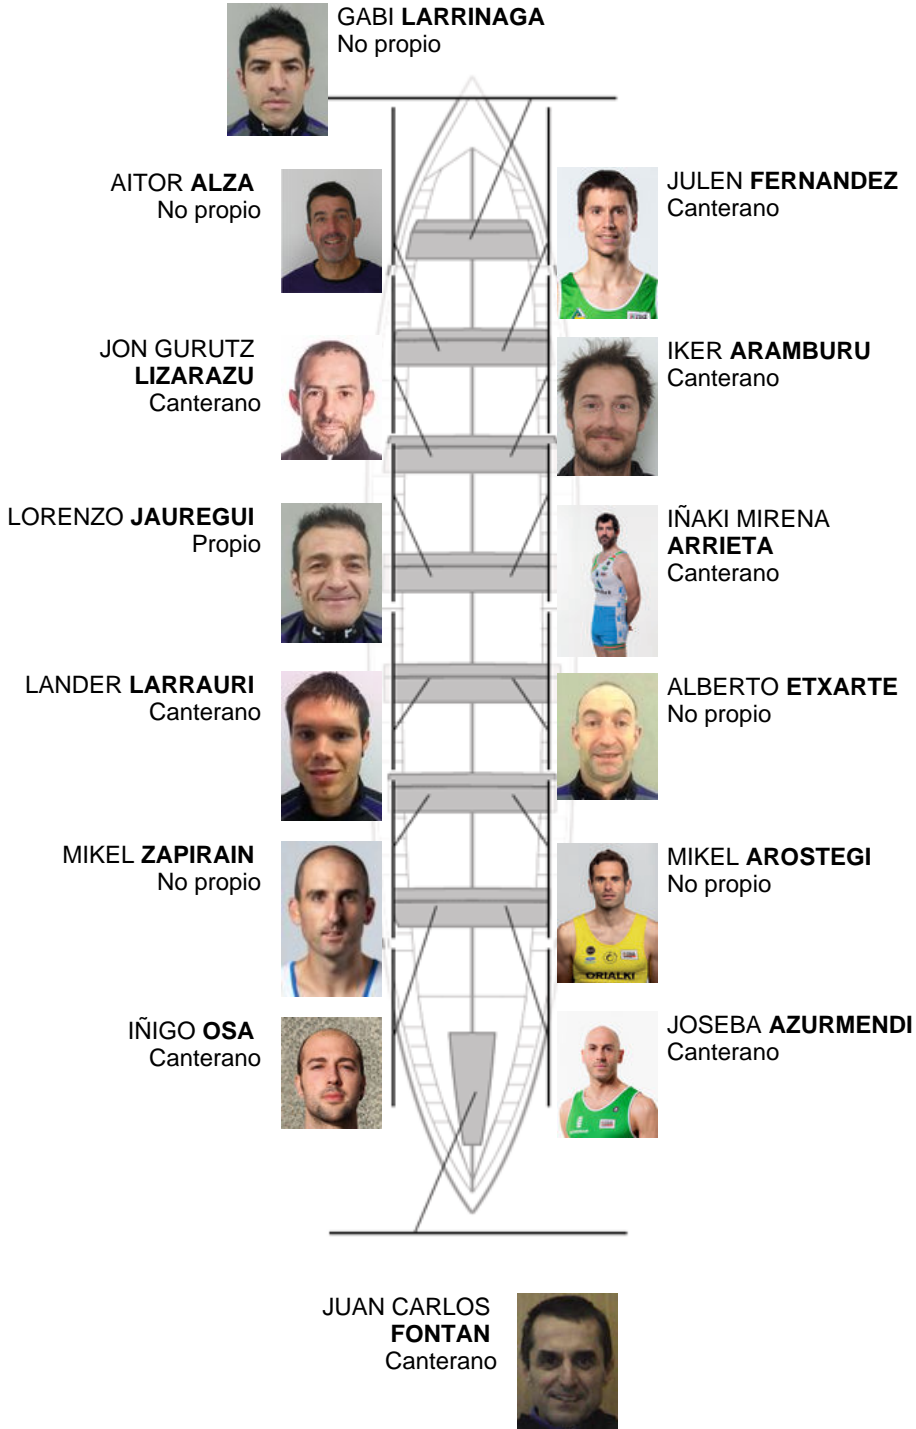 GABI LARRINAGA
No propio
AITOR ALZA
No propio
JULEN FERNANDEZ
Canterano
JON GURUTZ
LIZARAZU
Canterano
IKER ARAMBURU
Canterano
LORENZO JAUREGUI
Propio
IÑAKI MIRENA
ARRIETA
Canterano
LANDER LARRAURI
Canterano
ALBERTO ETXARTE
No propio
MIKEL ZAPIRAIN
No propio
MIKEL AROSTEGI
No propio
ORIALKI
IÑIGO OSA
Canterano
JOSEBA AZURMENDI
Canterano
JUAN CARLOS
FONTAN
Canterano